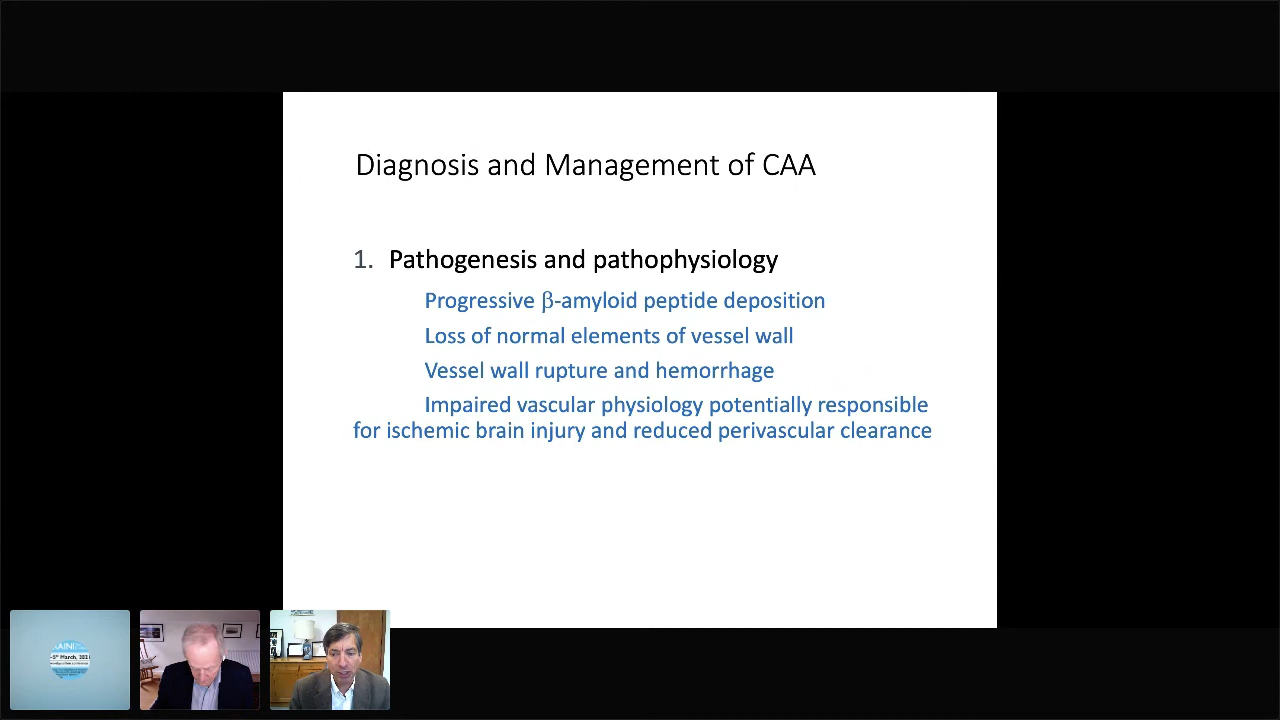 Diagnosis and Management of CAA
1. Pathogenesis and pathophysiology
Progressive β-amyloid peptide deposition
Loss of normal elements of vessel wall
Vessel wall rupture and hemorrhage
Impaired vascular physiology potentially responsible
for ischemic brain injury and reduced perivascular clearance
March, 202